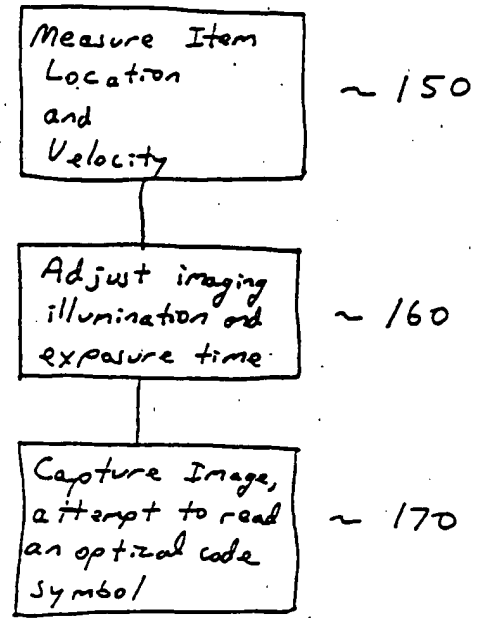 Measure Item
Location
and
Velocity
~ 150
Adjust imaging
illumination and
exposure time
~ 160
Capture Image,
attempt to read
an optical code
symbol
~ 170